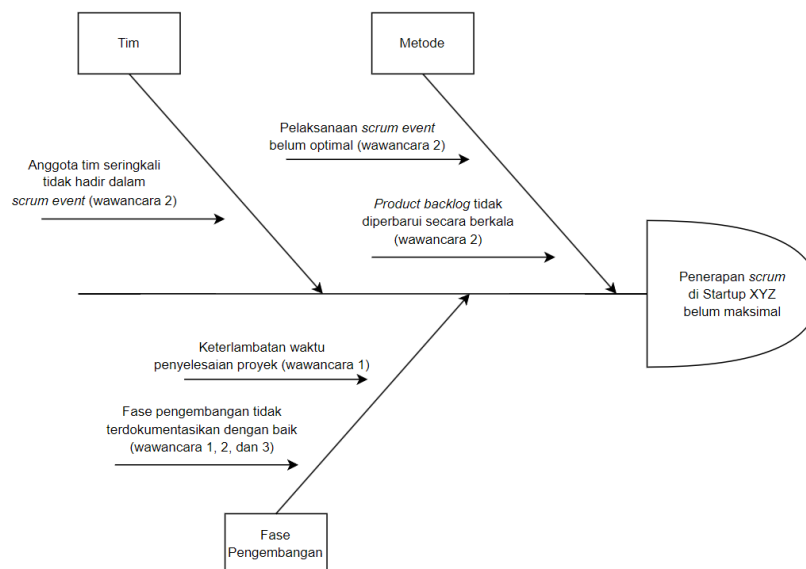 Tim
Metode
Pelaksanaan scrum event
belum optimal (wawancara 2)
Anggota tim seringkali
tidak hadir dalam
scrum event (wawancara 2)
Product backlog tidak
diperbarui secara berkala
(wawancara 2)
Penerapan scrum
di Startup XYZ
belum maksimal
Keterlambatan waktu
penyelesaian proyek (wawancara 1)
Fase pengembangan tidak
terdokumentasikan dengan baik
(wawancara 1, 2, dan 3)
Fase
Pengembangan